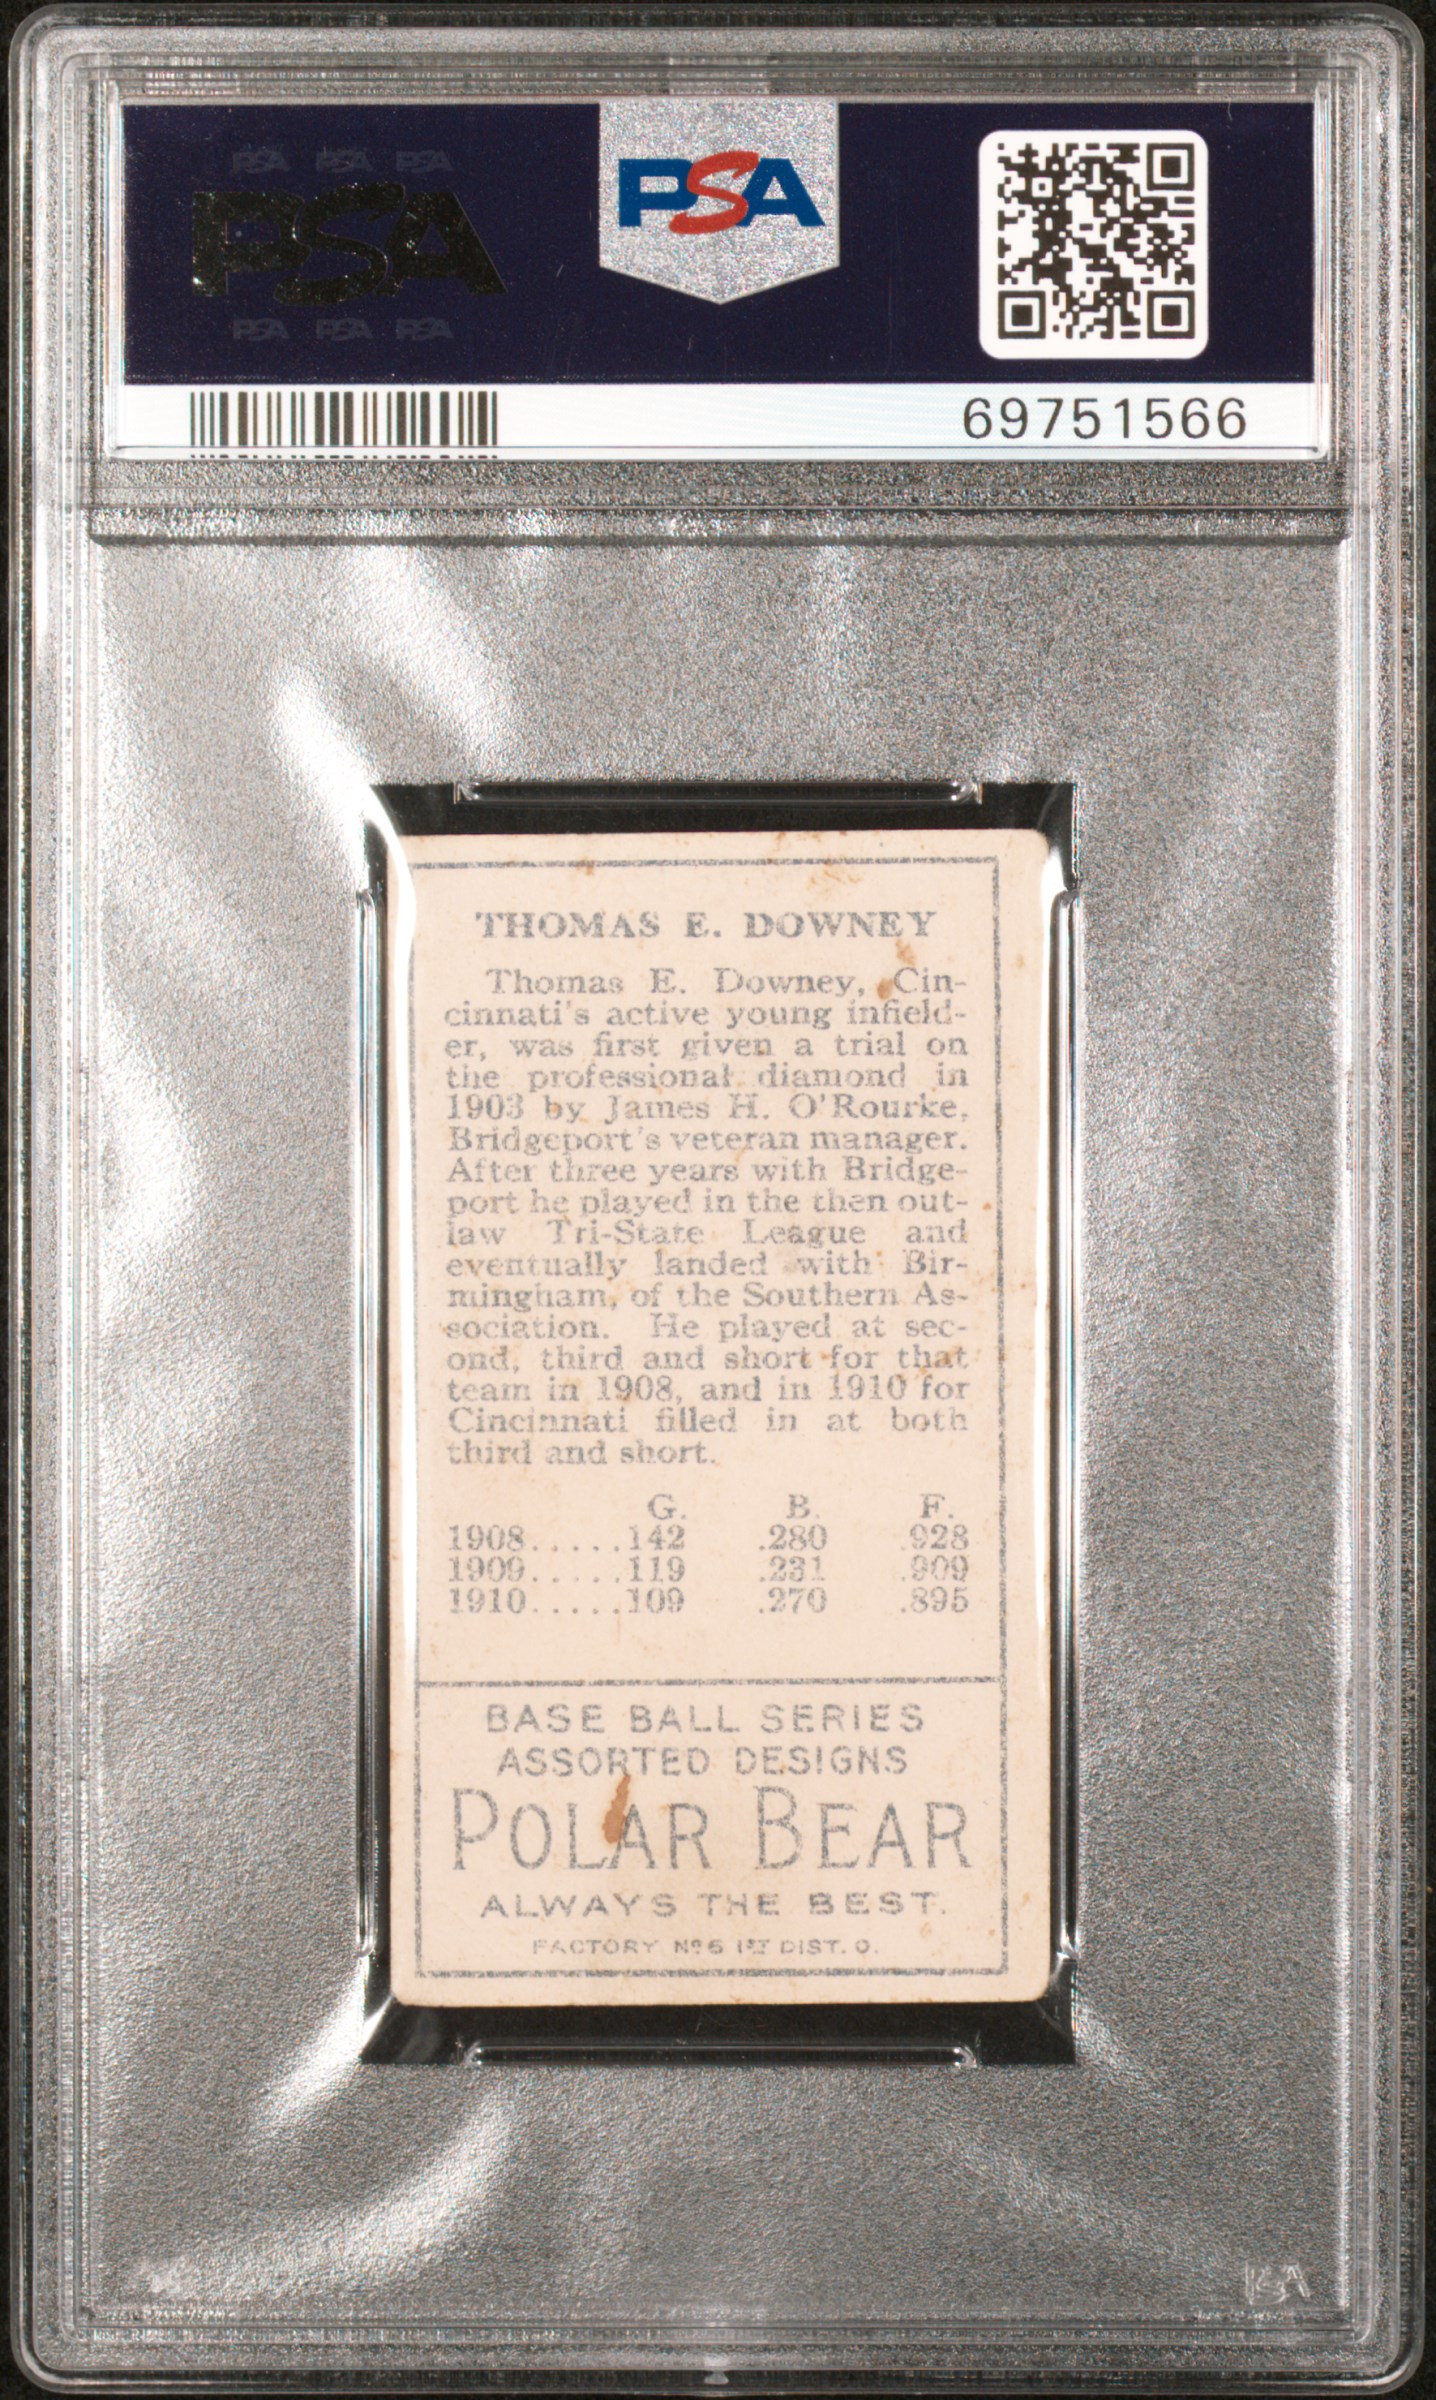 PSA PSA PSA
PSA
PSA PSA PSA
PSA
69751566
THOMAS E. DOWNEY
Thomas E. Downey, Cin-
cinnati's active young infield-
er, was first given a trial on
the professional diamond in
1903 by James H. O'Rourke,
Bridgeport's veteran manager.
After three years with Bridge-
port he played in the then out-
law Tri-State League and
eventually landed with Bir-
mingham, of the Southern As-
sociation. He played at sec-
ond, third and short for that
team in 1908, and in 1910 for
Cincinnati filled in at both
third and short.
G. B. F.
1908.....142 .280 .928
1909.....119 .231 .909
1910.....109 .270 .895
BASE BALL SERIES
ASSORTED DESIGNS
POLAR BEAR
ALWAYS THE BEST.
FACTORY Nº 6 1ST DIST. O.
PSA